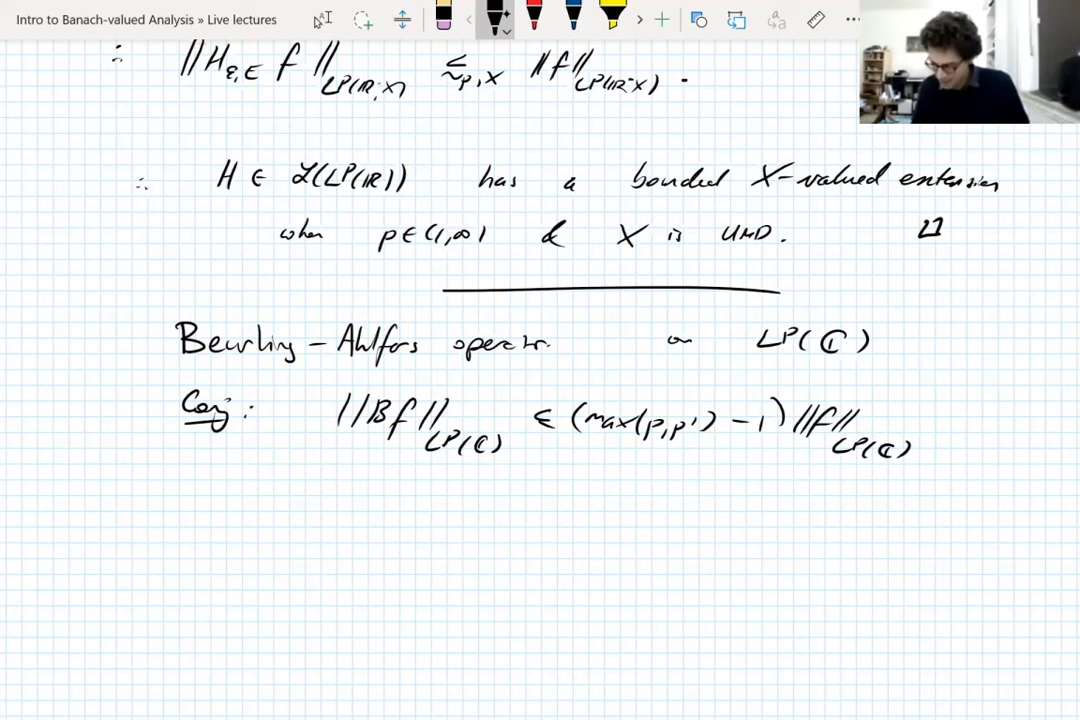 Intro to Banach-valued Analysis » Live lectures
∴ ‖H_{ε,ϵ} f‖_{L^p(ℝ;X)} ≲_{p,X} ‖f‖_{L^p(ℝ;X)} .
∴ H ∈ ℒ(L^p(ℝ)) has a bonded X-valued extension
when p∈(1,∞) & X is UMD. □
Beurling - Ahlfors operator. on L^p(ℂ)
Conj: ‖Bf‖_{L^p(ℂ)} ≤ (max(p,p') - 1) ‖f‖_{L^p(ℂ)}